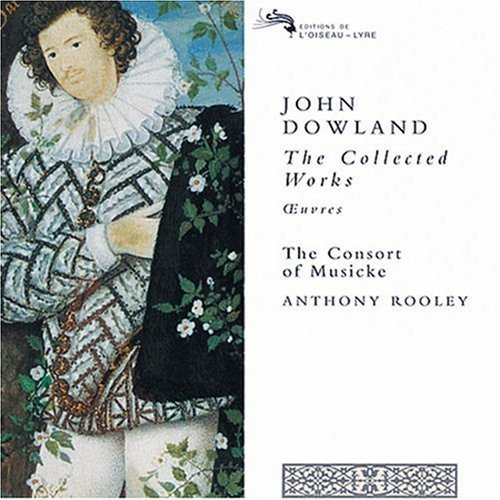 EDITIONS DE
L'OISEAU-LYRE
JOHN
DOWLAND
The Collected
Works
Œuvres
The Consort
of Musicke
ANTHONY ROOLEY